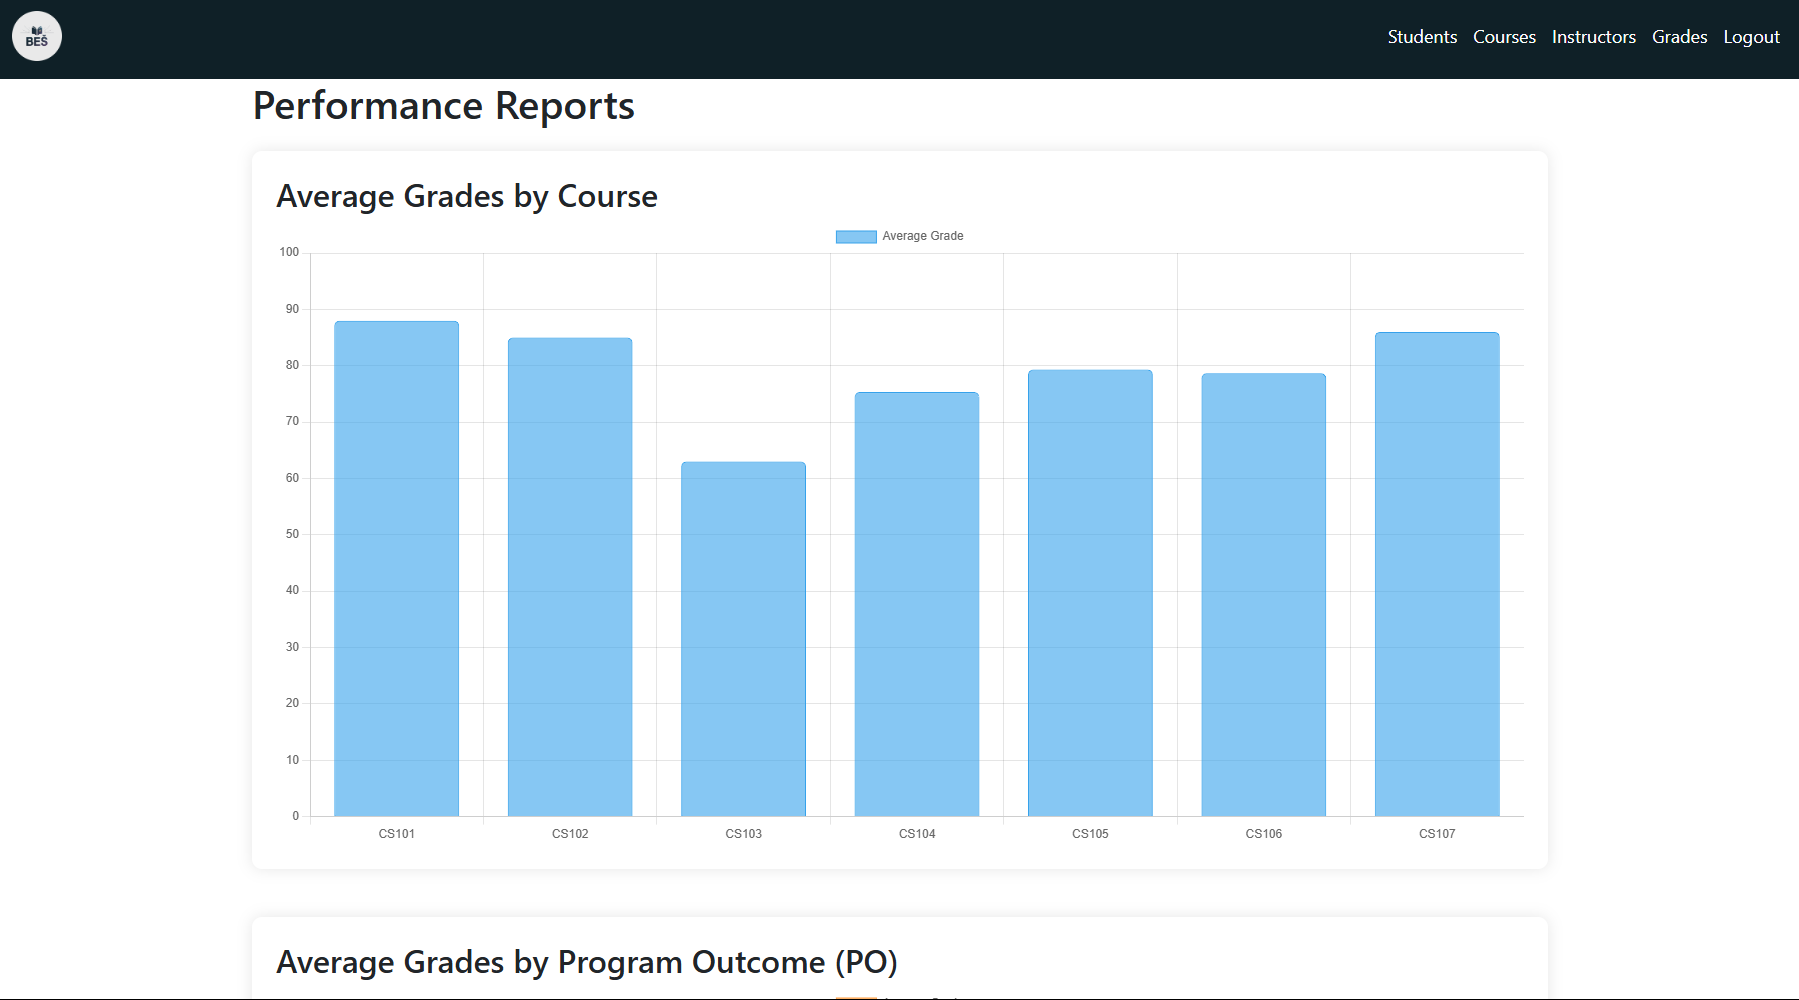 BEŠ
Students Courses Instructors Grades Logout
Performance Reports
Average Grades by Course
Average Grade
100
90
80
70
60
50
40
30
20
10
0
CS101 CS102 CS103 CS104 CS105 CS106 CS107
Average Grades by Program Outcome (PO)